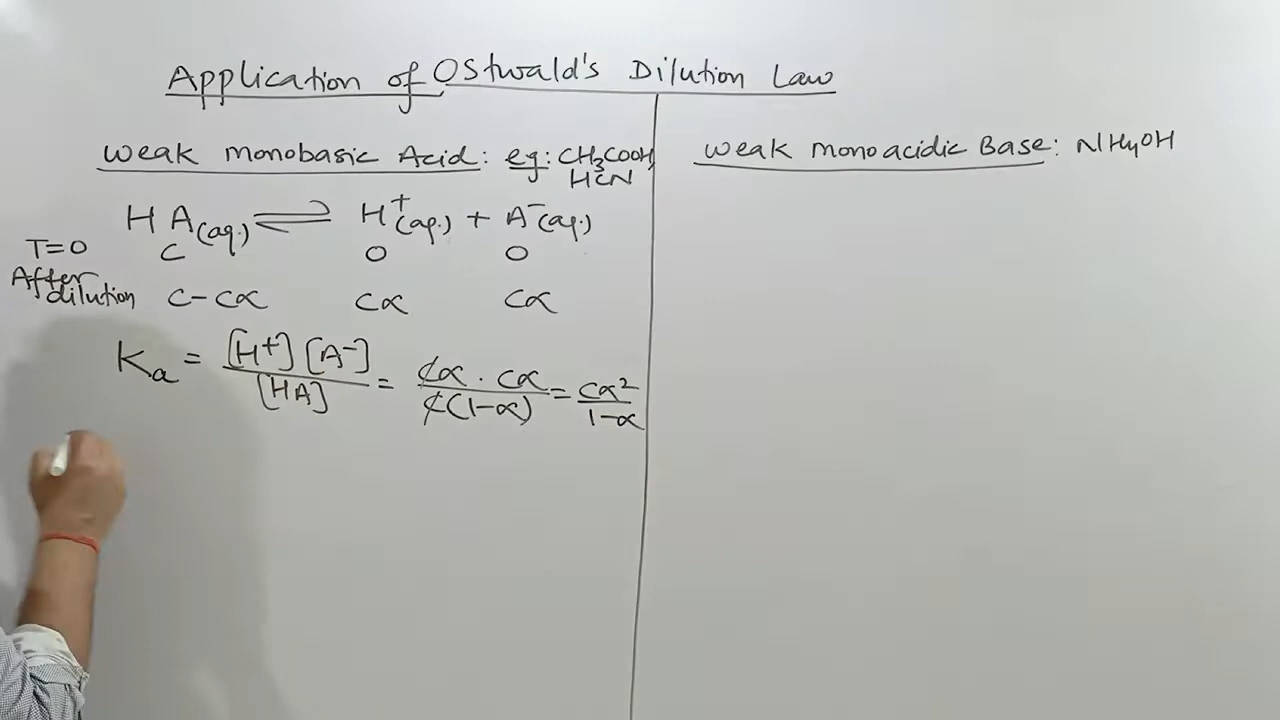 Application of Ostwald's Dilution Law
Weak monobasic Acid: eg: CH3COOH
HCN
HA(aq.) ⇌ H+(aq.) + A-(aq.)
T=0 C 0 0
After dilution C-Cα Cα Cα
Ka = [H+][A-]/[HA] = Cα . Cα/C(1-α) = Cα²/1-α
Weak monoacidic Base: NH4OH